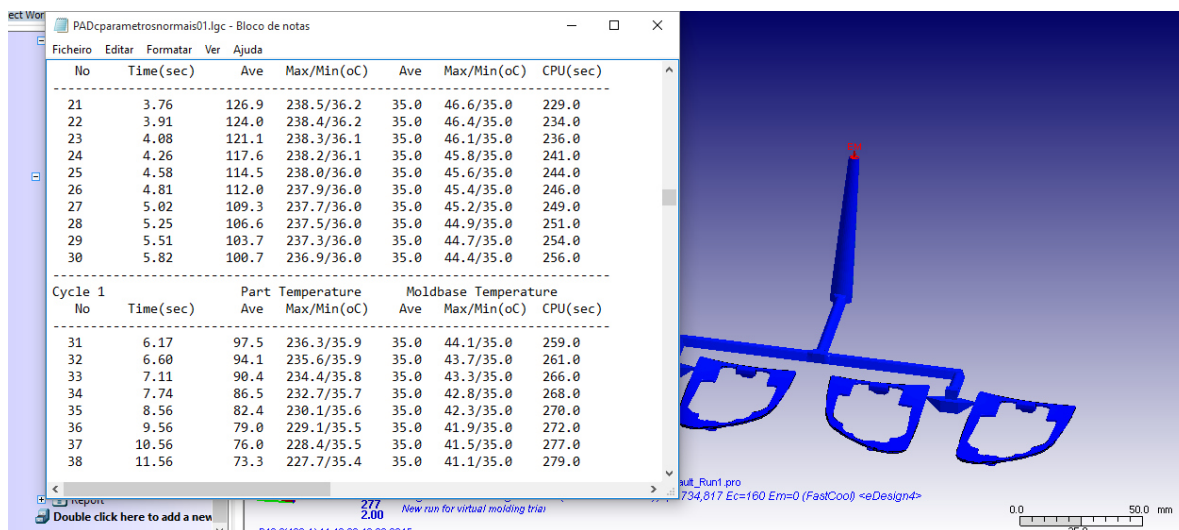 ect Wor
PADcparametrosnormais01.lgc - Bloco de notas
Ficheiro Editar Formatar Ver Ajuda
No Time(sec) Ave Max/Min(oC) Ave Max/Min(oC) CPU(sec)
21 3.76 126.9 238.5/36.2 35.0 46.6/35.0 229.0
22 3.91 124.0 238.4/36.2 35.0 46.4/35.0 234.0
23 4.08 121.1 238.3/36.1 35.0 46.1/35.0 236.0
24 4.26 117.6 238.2/36.1 35.0 45.8/35.0 241.0
25 4.58 114.5 238.0/36.0 35.0 45.6/35.0 244.0
26 4.81 112.0 237.9/36.0 35.0 45.4/35.0 246.0
27 5.02 109.3 237.7/36.0 35.0 45.2/35.0 249.0
28 5.25 106.6 237.5/36.0 35.0 44.9/35.0 251.0
29 5.51 103.7 237.3/36.0 35.0 44.7/35.0 254.0
30 5.82 100.7 236.9/36.0 35.0 44.4/35.0 256.0
Cycle 1 Part Temperature Moldbase Temperature
No Time(sec) Ave Max/Min(oC) Ave Max/Min(oC) CPU(sec)
31 6.17 97.5 236.3/35.9 35.0 44.1/35.0 259.0
32 6.60 94.1 235.6/35.9 35.0 43.7/35.0 261.0
33 7.11 90.4 234.4/35.8 35.0 43.3/35.0 266.0
34 7.74 86.5 232.7/35.7 35.0 42.8/35.0 268.0
35 8.56 82.4 230.1/35.6 35.0 42.3/35.0 270.0
36 9.56 79.0 229.1/35.5 35.0 41.9/35.0 272.0
37 10.56 76.0 228.4/35.5 35.0 41.5/35.0 277.0
38 11.56 73.3 227.7/35.4 35.0 41.1/35.0 279.0
ault_Run1.pro
734,817 Ec=160 Em=0 (FastCool) <eDesign4>
Report
277
2.00
New run for virtual molding trial
Double click here to add a new
0.0 50.0 mm
25.0